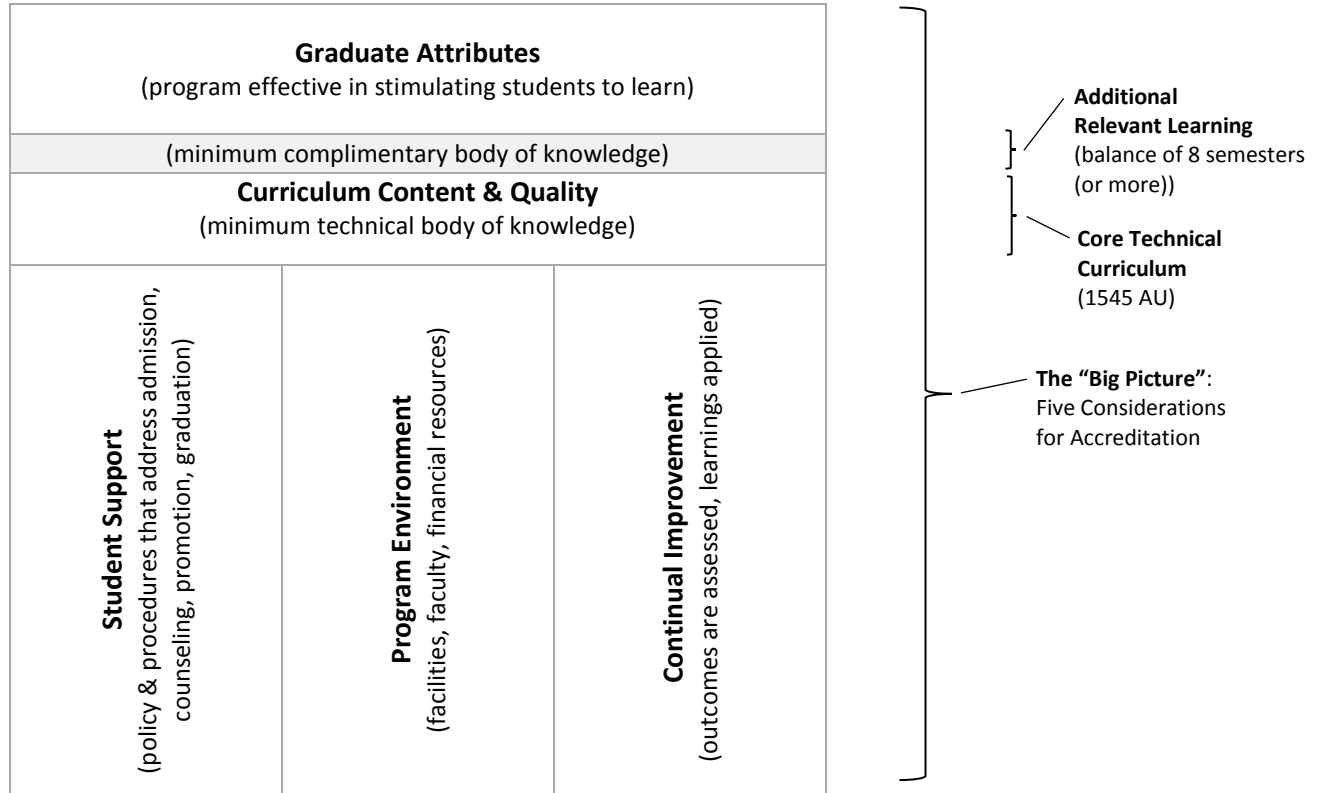 Graduate Attributes
(program effective in stimulating students to learn)
(minimum complimentary body of knowledge)
Curriculum Content & Quality
(minimum technical body of knowledge)
Student Support
(policy & procedures that address admission,
counseling, promotion, graduation)
Program Environment
(facilities, faculty, financial resources)
Continual Improvement
(outcomes are assessed, learnings applied)
Additional
Relevant Learning
(balance of 8 semesters
(or more))
Core Technical
Curriculum
(1545 AU)
The “Big Picture”:
Five Considerations
for Accreditation